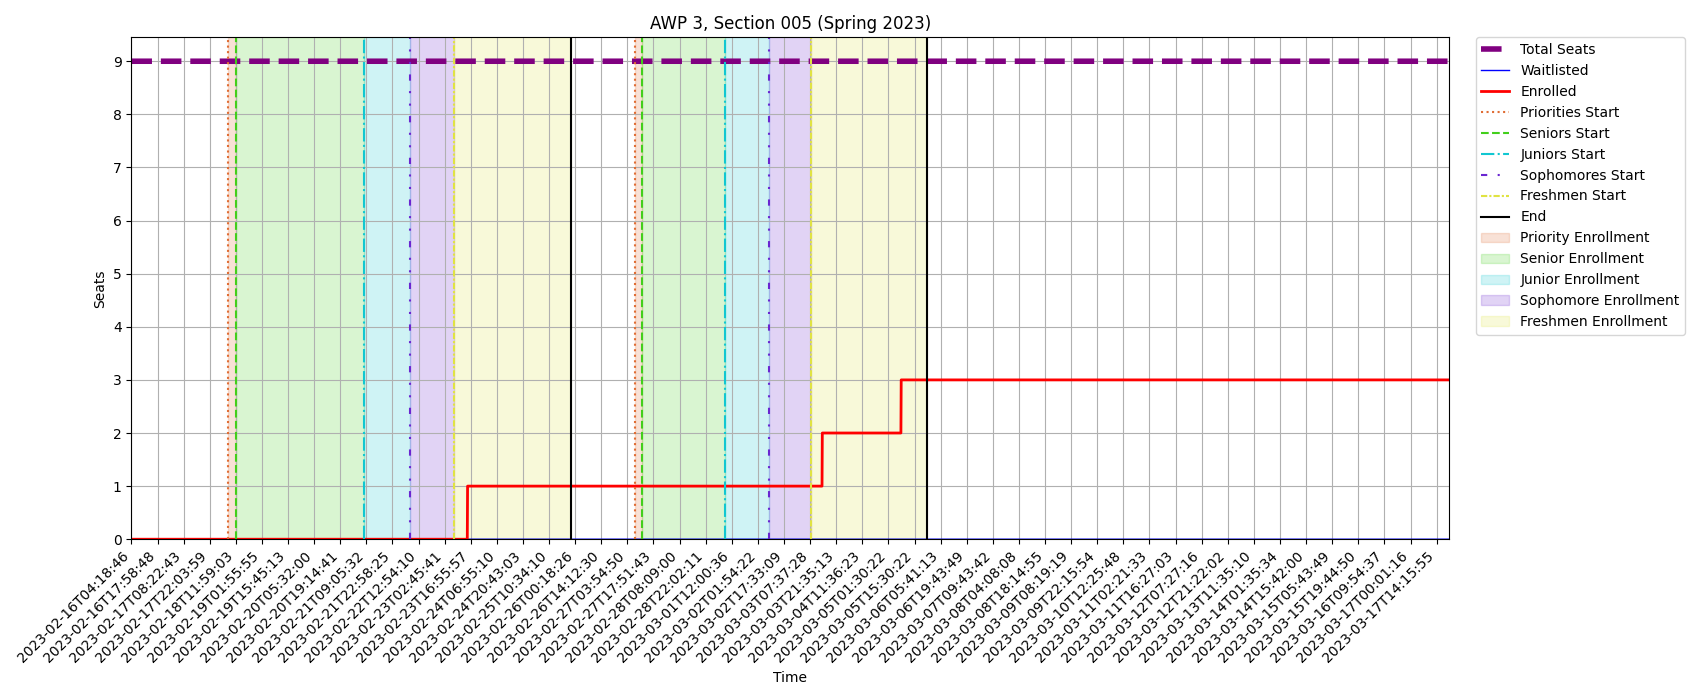 AWP 3, Section 005 (Spring 2023)
Seats
9
8
7
6
5
4
3
2
1
0
2023-02-16T04:18:46
2023-02-16T17:58:48
2023-02-17T08:22:43
2023-02-17T22:03:59
2023-02-18T11:59:03
2023-02-19T01:55:55
2023-02-19T15:45:13
2023-02-20T05:32:00
2023-02-20T19:14:41
2023-02-21T09:05:32
2023-02-21T22:58:25
2023-02-22T12:54:10
2023-02-23T02:45:41
2023-02-23T16:55:57
2023-02-24T06:55:10
2023-02-24T20:43:03
2023-02-25T10:34:10
2023-02-26T00:18:26
2023-02-26T14:12:30
2023-02-27T03:54:50
2023-02-27T17:51:43
2023-02-28T08:09:00
2023-02-28T22:02:11
2023-03-01T12:00:36
2023-03-02T01:54:22
2023-03-02T17:33:09
2023-03-03T07:37:28
2023-03-03T21:35:13
2023-03-04T11:36:23
2023-03-05T01:30:22
2023-03-05T15:30:22
2023-03-06T05:41:13
2023-03-06T19:43:49
2023-03-07T09:43:42
2023-03-08T04:08:08
2023-03-08T18:14:55
2023-03-09T08:19:19
2023-03-09T22:15:54
2023-03-10T12:25:48
2023-03-11T02:21:33
2023-03-11T16:27:03
2023-03-12T07:27:16
2023-03-12T21:22:02
2023-03-13T11:35:10
2023-03-14T01:35:34
2023-03-14T15:42:00
2023-03-15T05:43:49
2023-03-15T19:44:50
2023-03-16T09:54:37
2023-03-17T00:01:16
2023-03-17T14:15:55
Time
Total Seats
Waitlisted
Enrolled
Priorities Start
Seniors Start
Juniors Start
Sophomores Start
Freshmen Start
End
Priority Enrollment
Senior Enrollment
Junior Enrollment
Sophomore Enrollment
Freshmen Enrollment